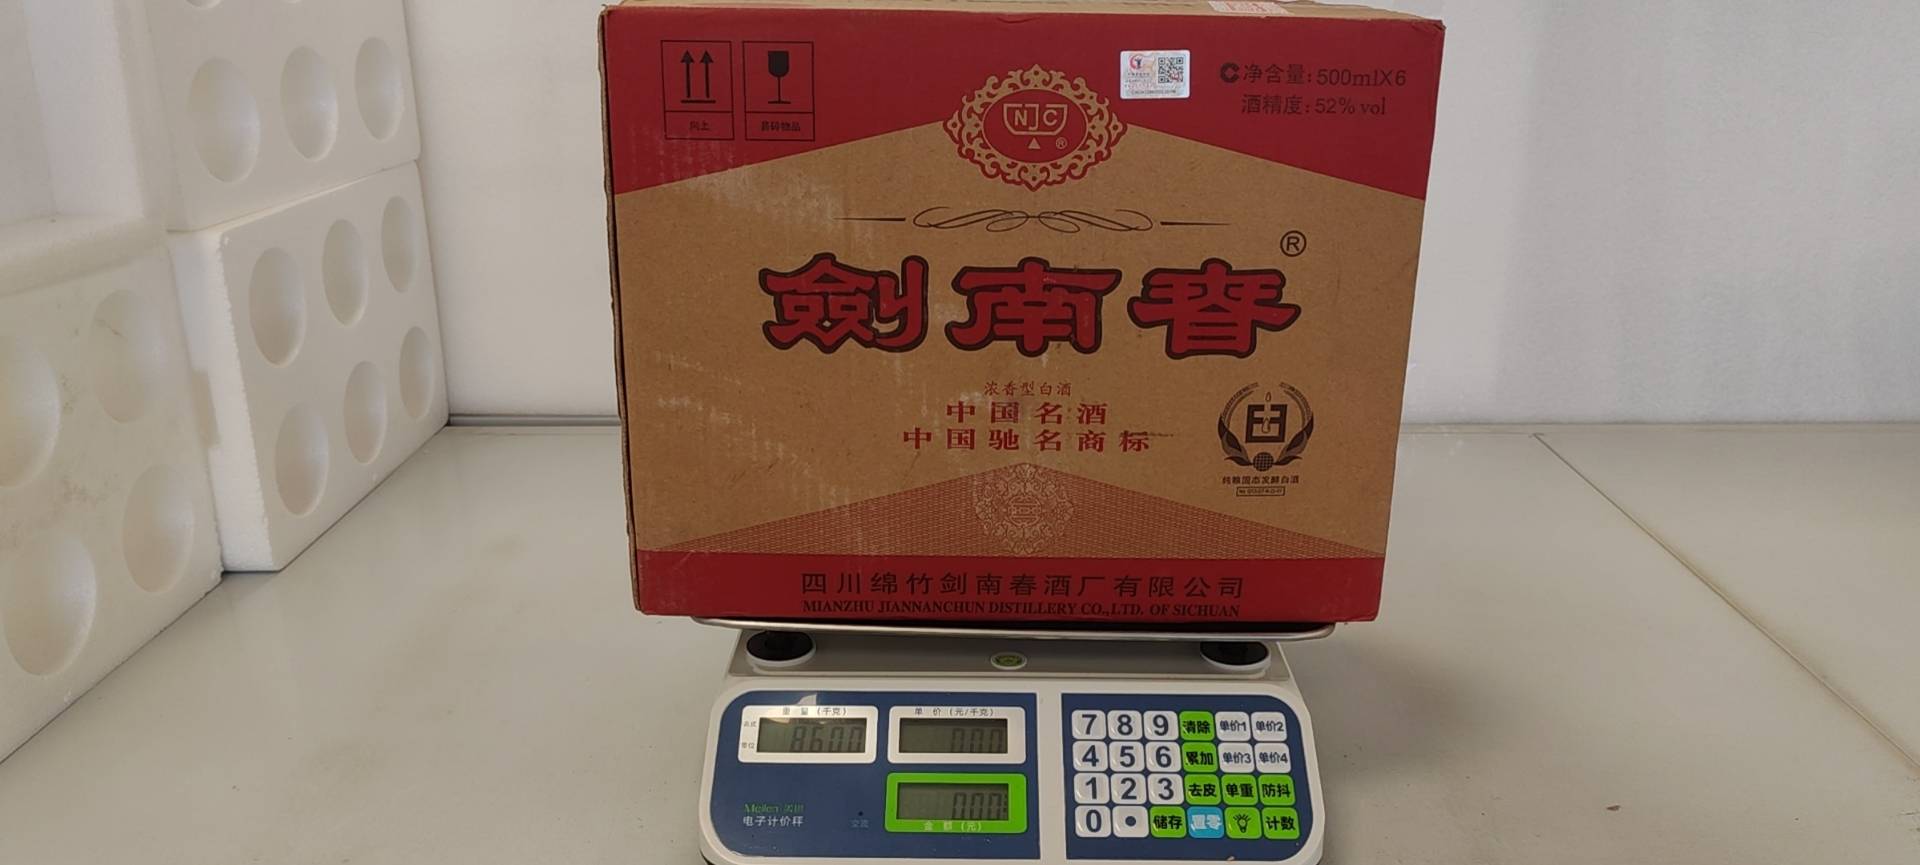 向上
易碎物品
NJC
®
净含量：500mlX6
酒精度：52% vol
劍南春®
浓香型白酒
中国名酒
中国驰名商标
纯粮固态发酵白酒
四川绵竹剑南春酒厂有限公司
MIANZHU JIANNANCHUN DISTILLERY CO.,LTD. OF SICHUAN
重量（千克）
单价（元/千克）
8.600
0.00
0.00
金额（元）
Meilen
电子计价秤
交流
7 8 9 清除 单价1 单价2
4 5 6 累加 单价3 单价4
1 2 3 去皮 单重 防抖
0 • 储存 置零 计数